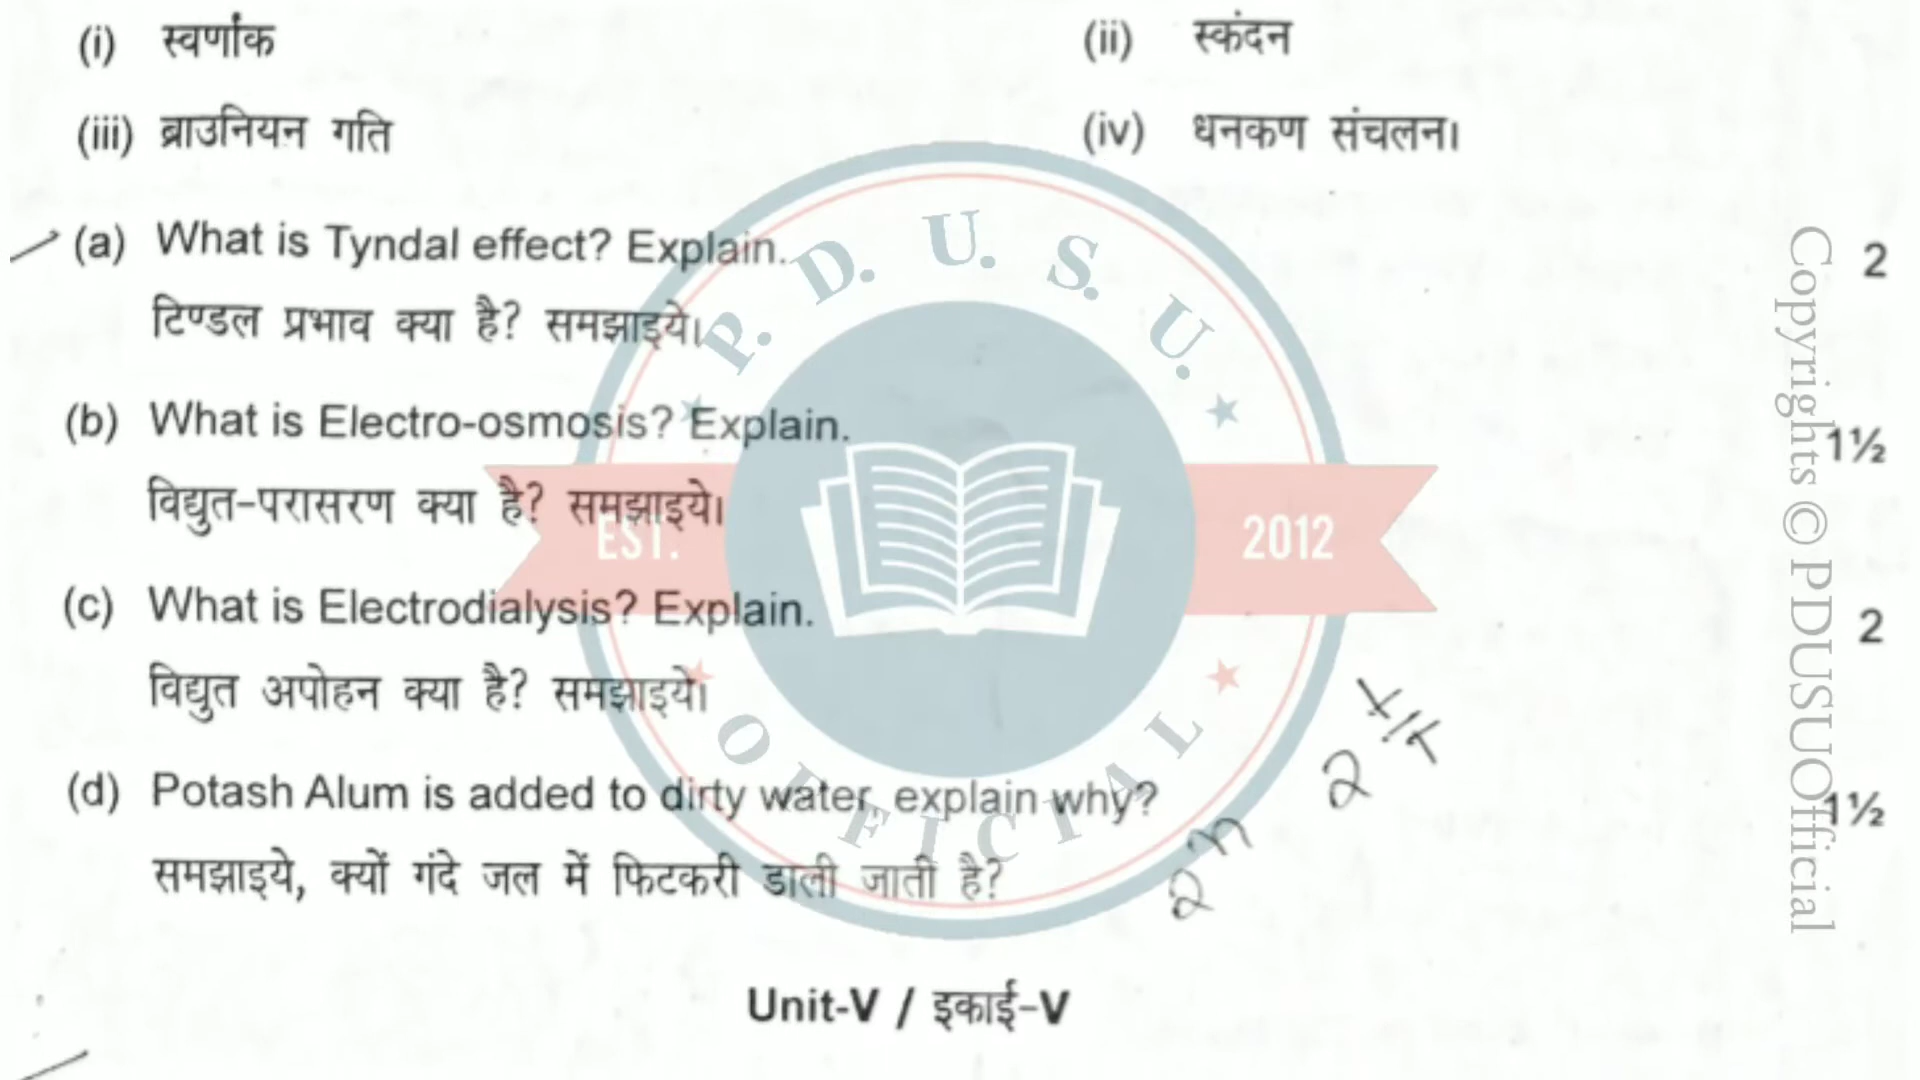 (i) स्वर्णांक (ii) स्कंदन
(iii) ब्राउनियन गति (iv) धनकण संचलन।
(a) What is Tyndal effect? Explain. 2
टिण्डल प्रभाव क्या है? समझाइये।
(b) What is Electro-osmosis? Explain. 1½
विद्युत-परासरण क्या है? समझाइये।
(c) What is Electrodialysis? Explain. 2
विद्युत अपोहन क्या है? समझाइये।
(d) Potash Alum is added to dirty water, explain why? 1½
समझाइये, क्यों गंदे जल में फिटकरी डाली जाती है?
Unit-V / इकाई-V
P. D. U. S. U.
EST. 2012
OFFICIAL
Copyrights © PDUSUOfficial